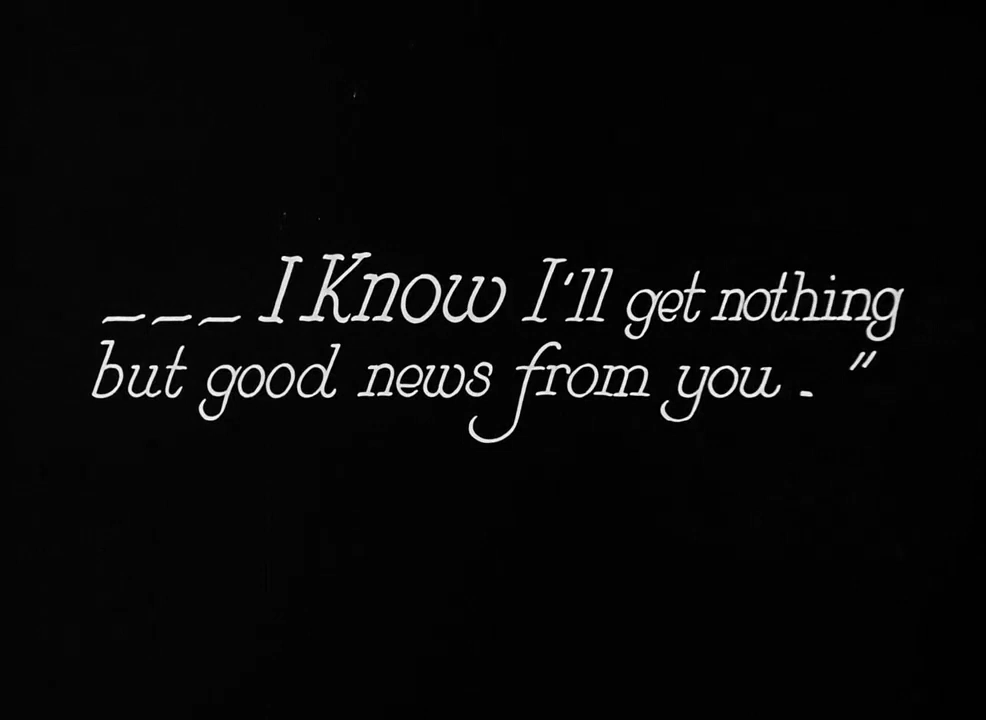 ___ I Know I'll get nothing
but good news from you . "